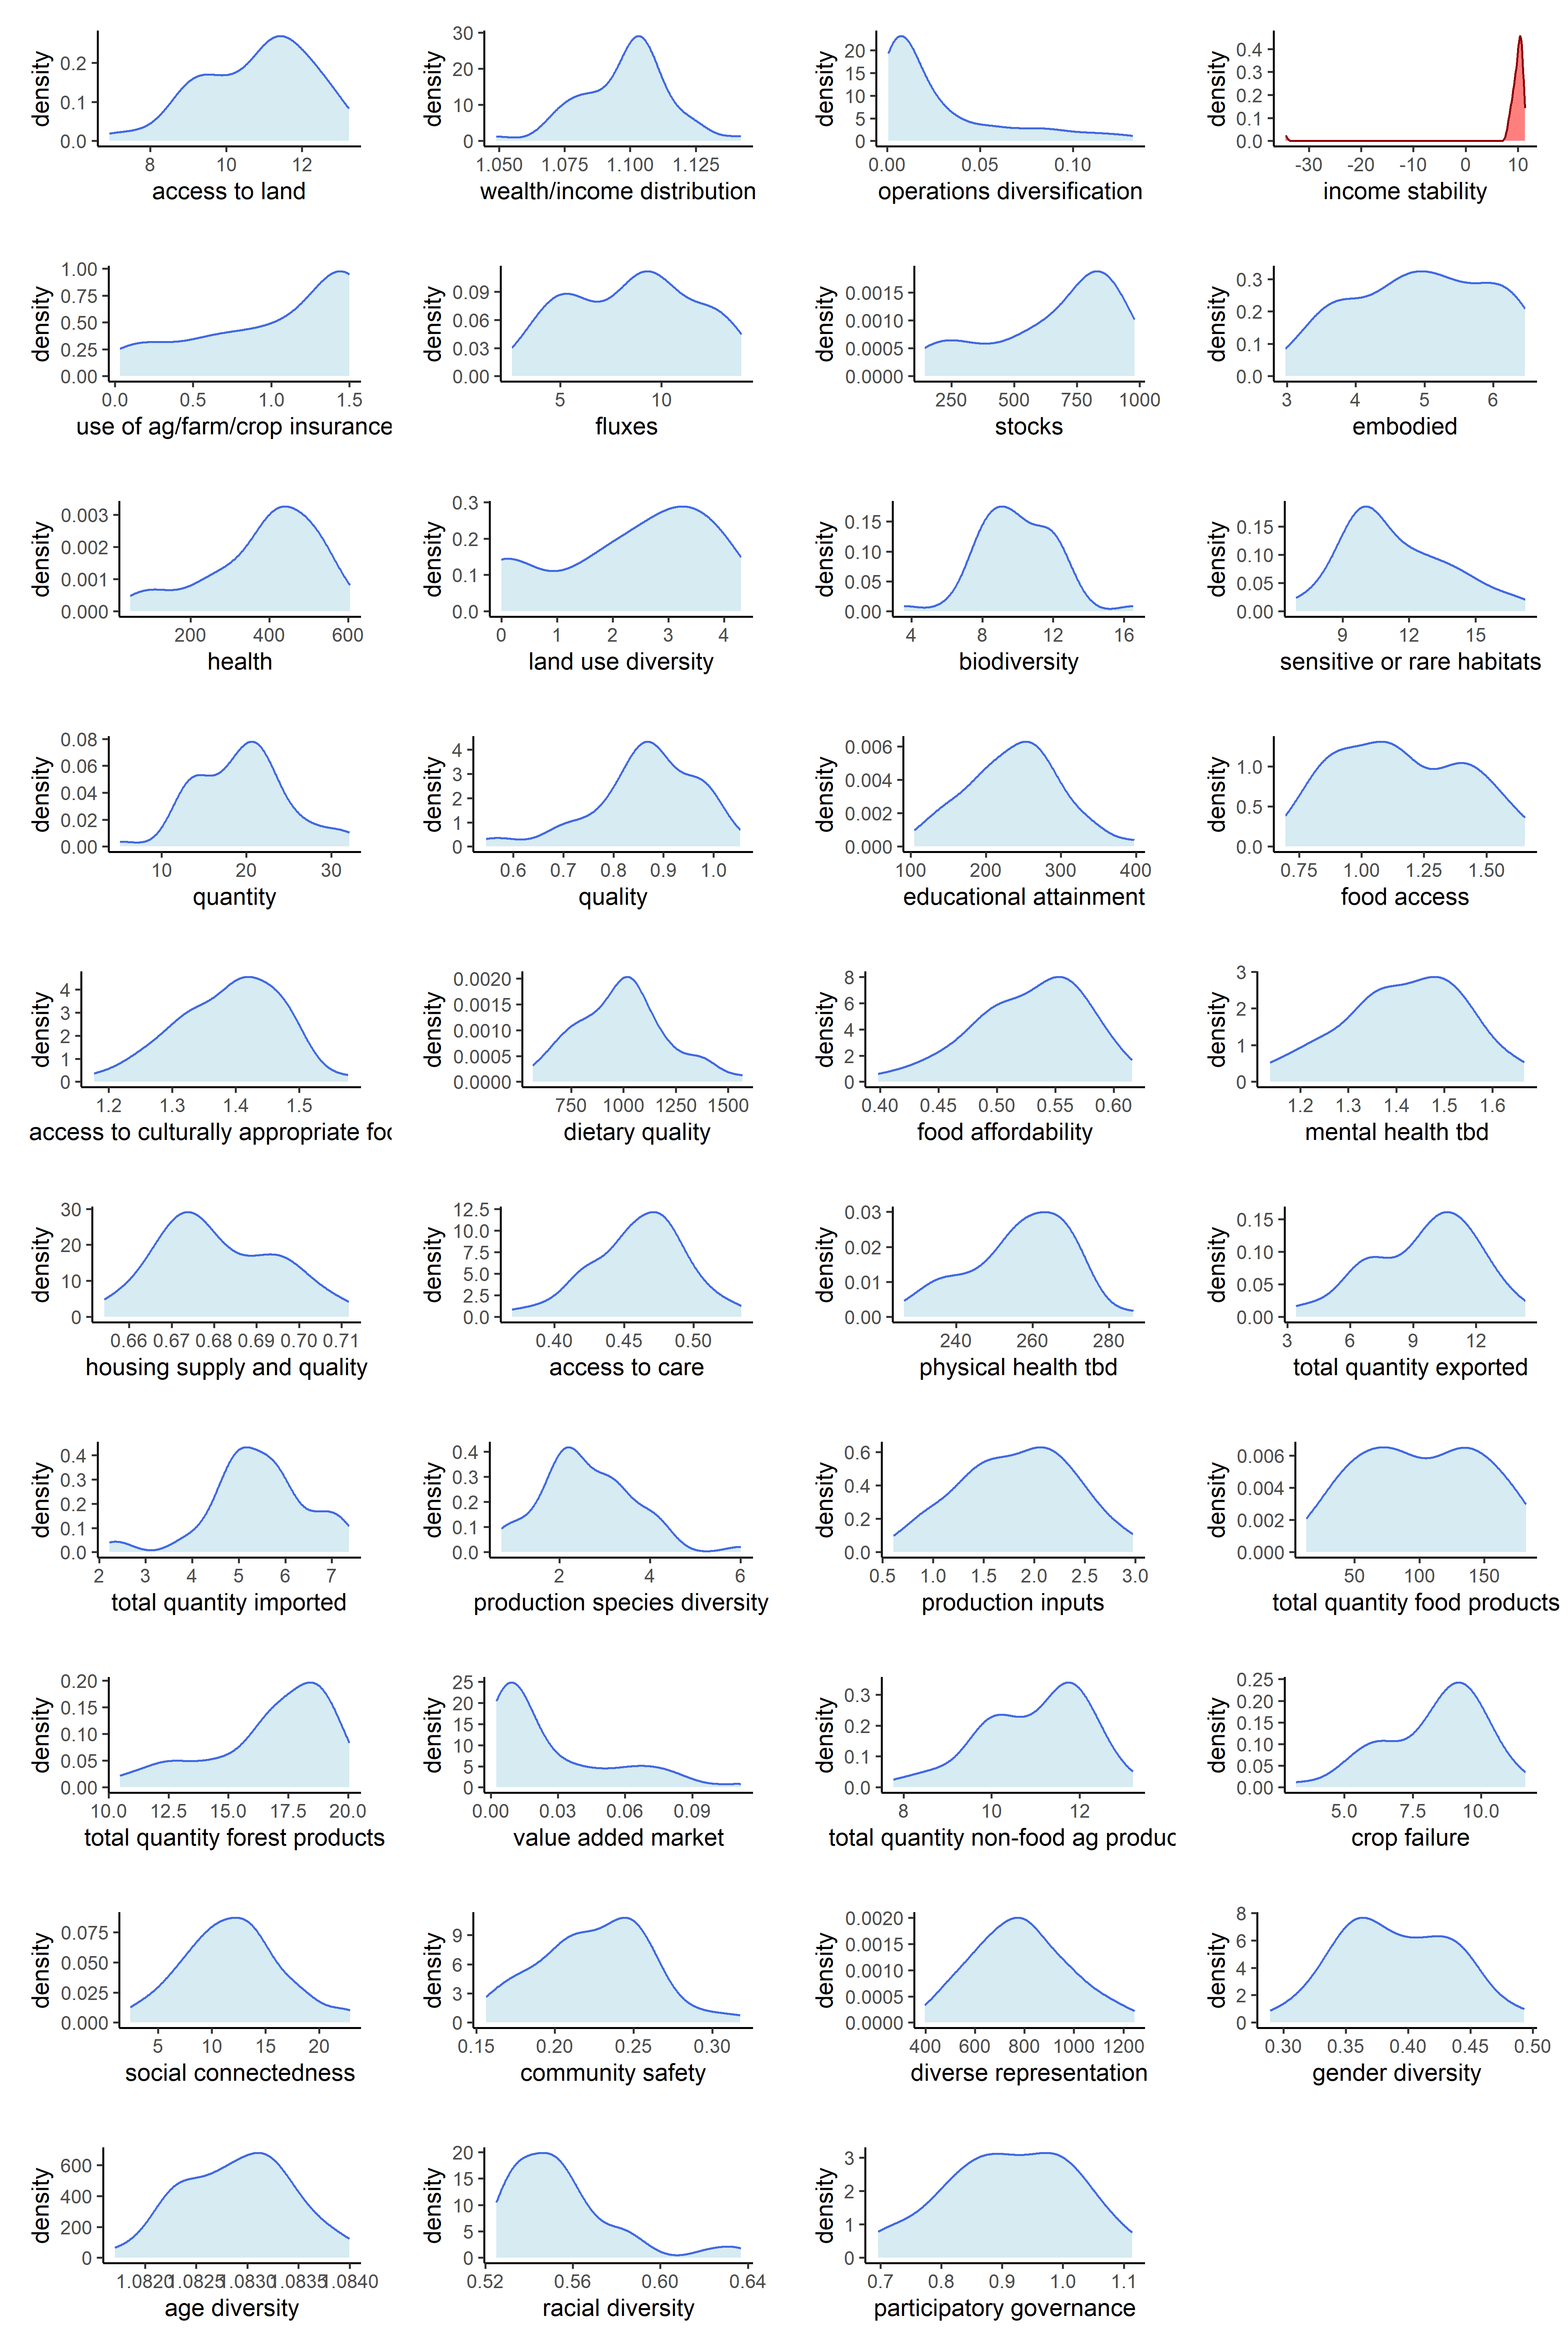 density 0.2 0.1 0.0
8 10 12
access to land
density 30 20 10 0
1.050 1.075 1.100 1.125
wealth/income distribution
density 20 15 10 5 0
0.00 0.05 0.10
operations diversification
density 0.4 0.3 0.2 0.1 0.0
-30 -20 -10 0 10
income stability
density 1.00 0.75 0.50 0.25 0.00
0.0 0.5 1.0 1.5
use of ag/farm/crop insurance
density 0.09 0.06 0.03 0.00
5 10
fluxes
density 0.0015 0.0010 0.0005 0.0000
250 500 750 1000
stocks
density 0.3 0.2 0.1 0.0
3 4 5 6
embodied
density 0.003 0.002 0.001 0.000
200 400 600
health
density 0.3 0.2 0.1 0.0
0 1 2 3 4
land use diversity
density 0.15 0.10 0.05 0.00
4 8 12 16
biodiversity
density 0.15 0.10 0.05 0.00
9 12 15
sensitive or rare habitats
density 0.08 0.06 0.04 0.02 0.00
10 20 30
quantity
density 4 3 2 1 0
0.6 0.7 0.8 0.9 1.0
quality
density 0.006 0.004 0.002 0.000
100 200 300 400
educational attainment
density 1.0 0.5 0.0
0.75 1.00 1.25 1.50
food access
density 4 3 2 1 0
1.2 1.3 1.4 1.5
access to culturally appropriate foo
density 0.0020 0.0015 0.0010 0.0005 0.0000
750 1000 1250 1500
dietary quality
density 8 6 4 2 0
0.40 0.45 0.50 0.55 0.60
food affordability
density 3 2 1 0
1.2 1.3 1.4 1.5 1.6
mental health tbd
density 30 20 10 0
0.66 0.67 0.68 0.69 0.70 0.71
housing supply and quality
density 12.5 10.0 7.5 5.0 2.5 0.0
0.40 0.45 0.50
access to care
density 0.03 0.02 0.01 0.00
240 260 280
physical health tbd
density 0.15 0.10 0.05 0.00
3 6 9 12
total quantity exported
density 0.4 0.3 0.2 0.1 0.0
2 3 4 5 6 7
total quantity imported
density 0.4 0.3 0.2 0.1 0.0
2 4 6
production species diversity
density 0.6 0.4 0.2 0.0
0.5 1.0 1.5 2.0 2.5 3.0
production inputs
density 0.006 0.004 0.002 0.000
50 100 150
total quantity food products
density 0.20 0.15 0.10 0.05 0.00
10.0 12.5 15.0 17.5 20.0
total quantity forest products
density 25 20 15 10 5 0
0.00 0.03 0.06 0.09
value added market
density 0.3 0.2 0.1 0.0
8 10 12
total quantity non-food ag produc
density 0.25 0.20 0.15 0.10 0.05 0.00
5.0 7.5 10.0
crop failure
density 0.075 0.050 0.025 0.000
5 10 15 20
social connectedness
density 9 6 3 0
0.15 0.20 0.25 0.30
community safety
density 0.0020 0.0015 0.0010 0.0005 0.0000
400 600 800 1000 1200
diverse representation
density 8 6 4 2 0
0.30 0.35 0.40 0.45 0.50
gender diversity
density 600 400 200 0
1.0820 1.0825 1.0830 1.0835 1.0840
age diversity
density 20 15 10 5 0
0.52 0.56 0.60 0.64
racial diversity
density 3 2 1 0
0.7 0.8 0.9 1.0 1.1
participatory governance